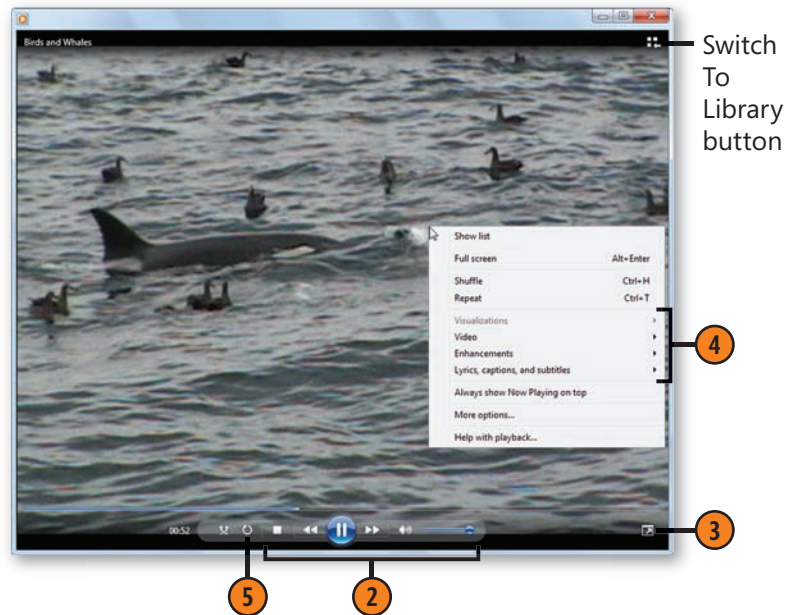 Birds and Whales
Switch
To
Library
button
Show list
Full screen Alt+Enter
Shuffle Ctrl+H
Repeat Ctrl+T
Visualizations
Video
Enhancements
Lyrics, captions, and subtitles
4
Always show Now Playing on top
More options...
Help with playback...
00:52
3
5
2